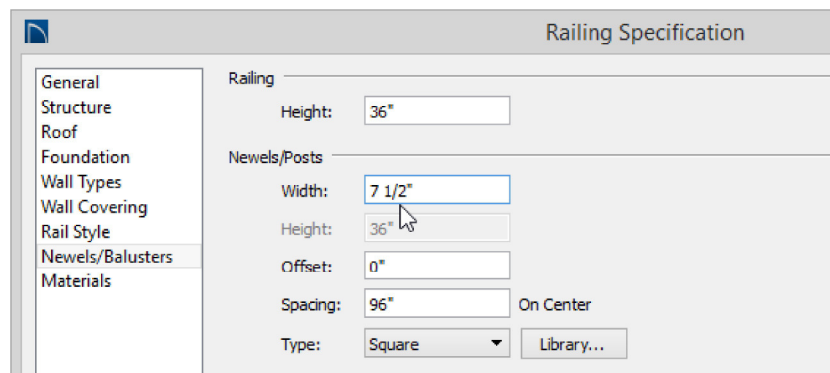 Railing Specification
General
Structure
Roof
Foundation
Wall Types
Wall Covering
Rail Style
Newels/Balusters
Materials
Railing
Height: 36"
Newels/Posts
Width: 7 1/2"
Height: 36"
Offset: 0"
Spacing: 96" On Center
Type: Square Library...